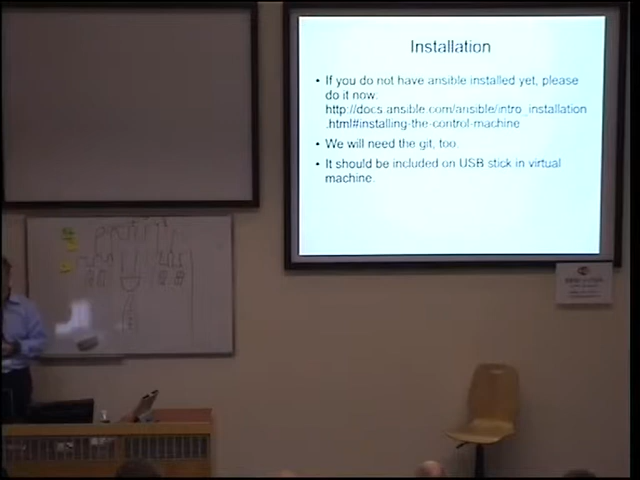 Installation
• If you do not have ansible installed yet, please
do it now:
http://docs.ansible.com/ansible/intro_installation
.html#installing-the-control-machine
• We will need the git, too.
• It should be included on USB stick in virtual
machine.